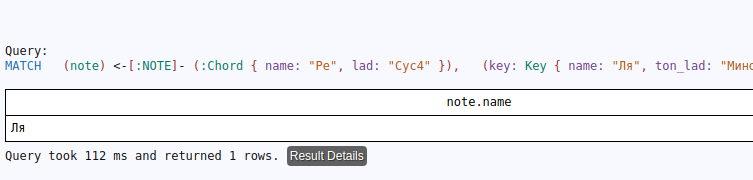 Query:
MATCH (note) <-[:NOTE]- (:Chord { name: "Ре", lad: "Сус4" }), (key: Key { name: "Ля", ton_lad: "Мино
note.name
Ля
Query took 112 ms and returned 1 rows. Result Details